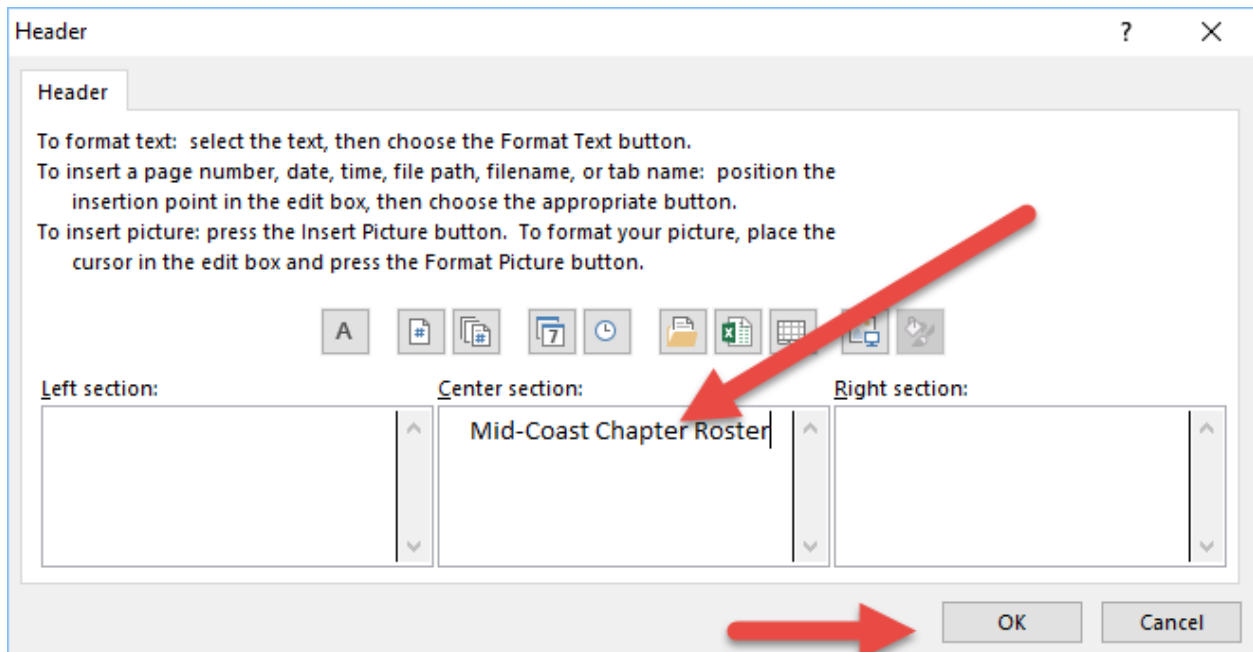 Header
?
Header
To format text: select the text, then choose the Format Text button.
To insert a page number, date, time, file path, filename, or tab name: position the
insertion point in the edit box, then choose the appropriate button.
To insert picture: press the Insert Picture button. To format your picture, place the
cursor in the edit box and press the Format Picture button.
A # # 7
Left section: Center section: Right section:
Mid-Coast Chapter Roster
OK Cancel